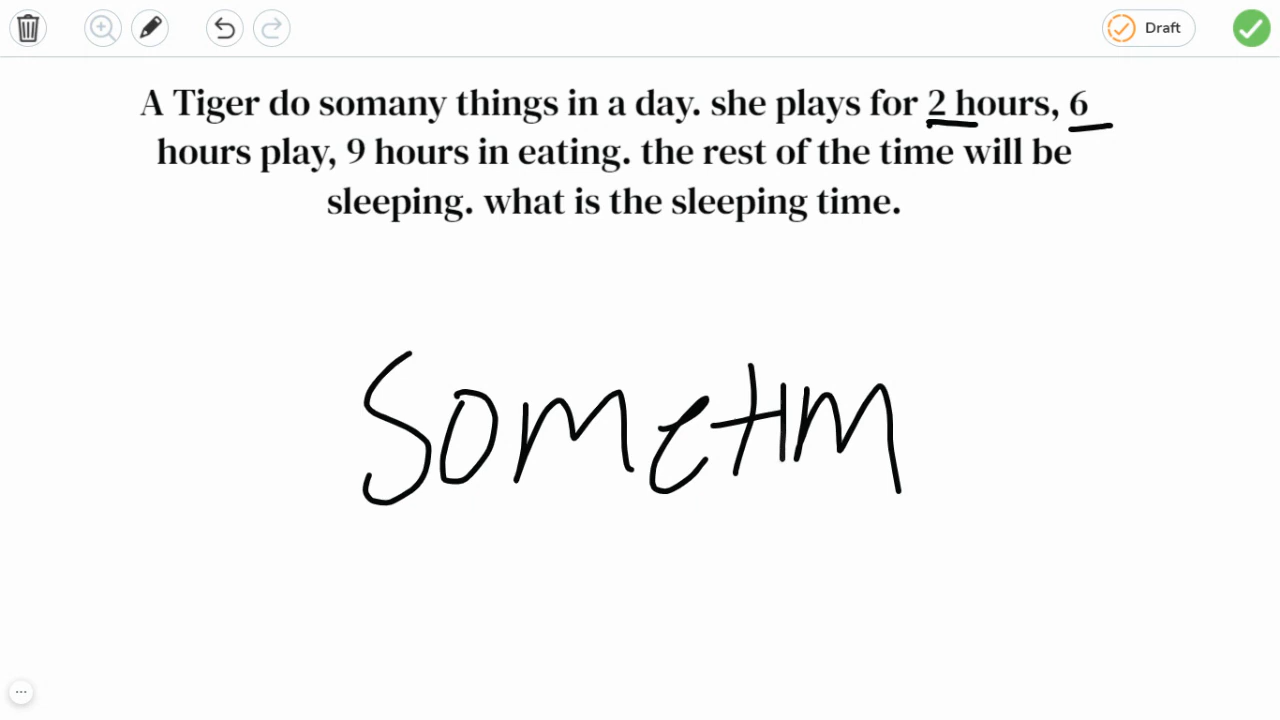 Draft
A Tiger do somany things in a day. she plays for 2 hours, 6
hours play, 9 hours in eating. the rest of the time will be
sleeping. what is the sleeping time.
Sometim